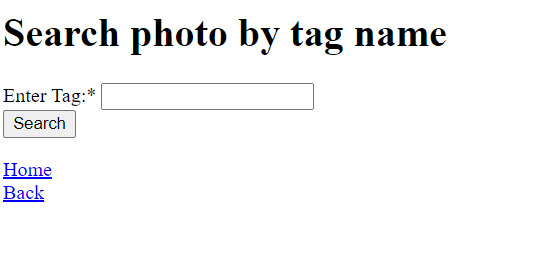 Search photo by tag name
Enter Tag:*
Search
Home
Back